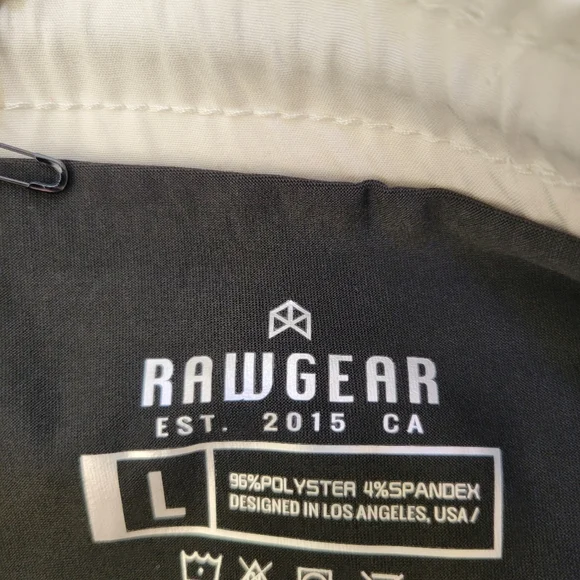 RAWGEAR
EST. 2015 CA
L
96%POLYSTER 4%SPANDEX
DESIGNED IN LOS ANGELES, USA/